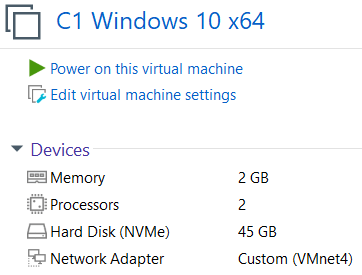 C1 Windows 10 x64
Power on this virtual machine
Edit virtual machine settings
Devices
Memory 2 GB
Processors 2
Hard Disk (NVMe) 45 GB
Network Adapter Custom (VMnet4)